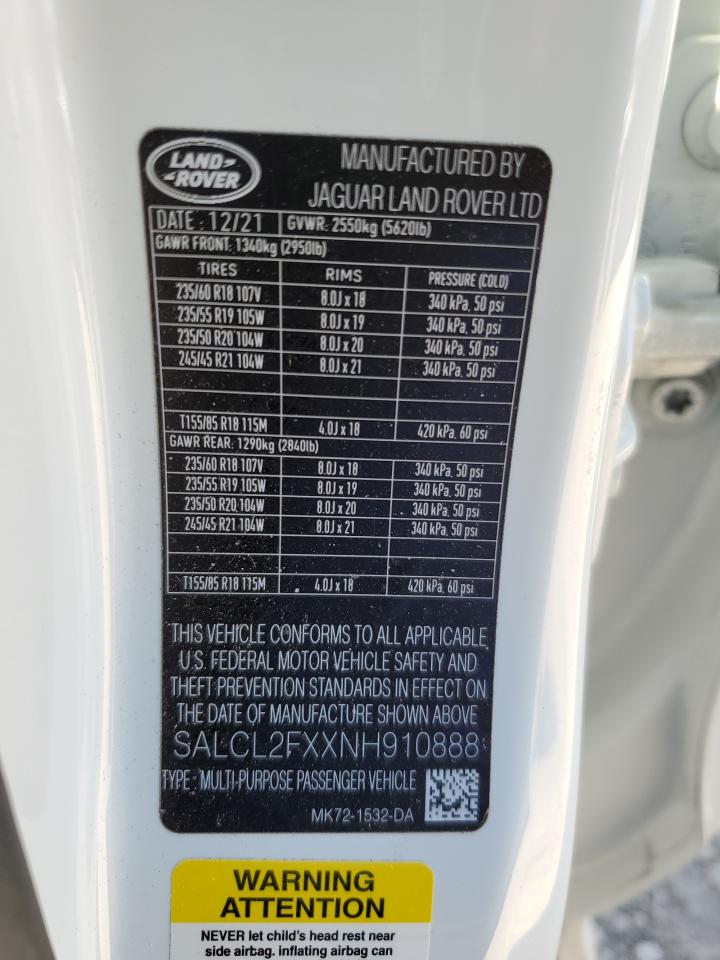 LAND-
-ROVER
MANUFACTURED BY
JAGUAR LAND ROVER LTD
DATE : 12/21 GVWR: 2550kg (5620lb)
GAWR FRONT: 1340kg (2950lb)
TIRES RIMS PRESSURE (COLD)
235/60 R18 107V 8.0J x 18 340 kPa, 50 psi
235/55 R19 105W 8.0J x 19 340 kPa, 50 psi
235/50 R20 104W 8.0J x 20 340 kPa, 50 psi
245/45 R21 104W 8.0J x 21 340 kPa, 50 psi
T155/85 R18 115M 4.0J x 18 420 kPa, 60 psi
GAWR REAR: 1290kg (2840lb)
235/60 R18 107V 8.0J x 18 340 kPa, 50 psi
235/55 R19 105W 8.0J x 19 340 kPa, 50 psi
235/50 R20 104W 8.0J x 20 340 kPa, 50 psi
245/45 R21 104W 8.0J x 21 340 kPa, 50 psi
T155/85 R18 115M 4.0J x 18 420 kPa, 60 psi
THIS VEHICLE CONFORMS TO ALL APPLICABLE
U.S. FEDERAL MOTOR VEHICLE SAFETY AND
THEFT PREVENTION STANDARDS IN EFFECT ON
THE DATE OF MANUFACTURE SHOWN ABOVE
SALCL2FXXNH910888
TYPE: MULTI-PURPOSE PASSENGER VEHICLE
MK72-1532-DA
WARNING
ATTENTION
NEVER let child's head rest near
side airbag. inflating airbag can